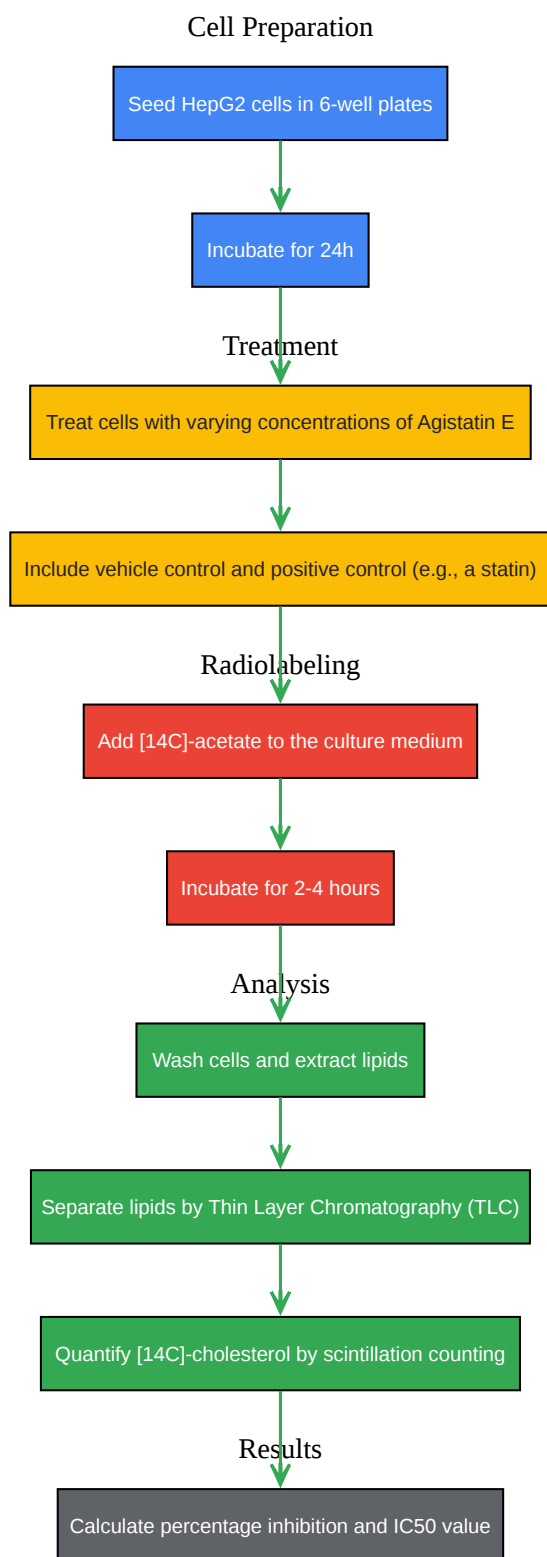 Cell Preparation
Seed HepG2 cells in 6-well plates
Incubate for 24h
Treatment
Treat cells with varying concentrations of Agistatin E
Include vehicle control and positive control (e.g., a statin)
Radiolabeling
Add [14C]-acetate to the culture medium
Incubate for 2-4 hours
Analysis
Wash cells and extract lipids
Separate lipids by Thin Layer Chromatography (TLC)
Quantify [14C]-cholesterol by scintillation counting
Results
Calculate percentage inhibition and IC50 value